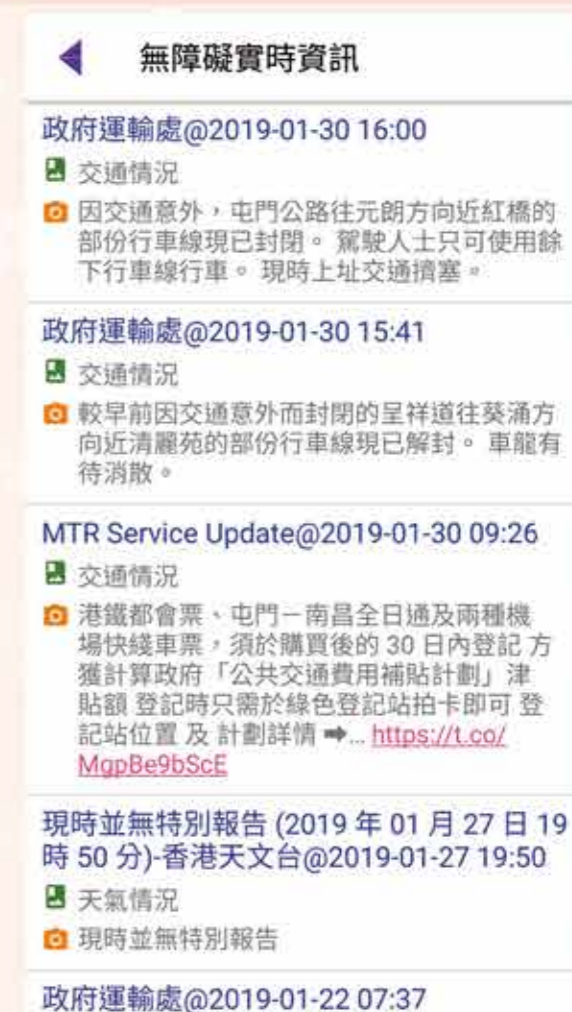 無障礙實時資訊
政府運輸處@2019-01-30 16:00
交通情況
因交通意外，屯門公路往元朗方向近紅橋的
部份行車線現已封閉。 駕駛人士只可使用餘
下行車線行車。 現時上址交通擠塞。
政府運輸處@2019-01-30 15:41
交通情況
較早前因交通意外而封閉的呈祥道往葵涌方
向近清麗苑的部份行車線現已解封。 車龍有
待消散。
MTR Service Update@2019-01-30 09:26
交通情況
港鐵都會票、屯門－南昌全日通及兩種機
場快綫車票，須於購買後的 30 日內登記 方
獲計算政府「公共交通費用補貼計劃」津
貼額 登記時只需於綠色登記站拍卡即可 登
記站位置 及 計劃詳情 ➡... https://t.co/
MgpBe9bScE
現時並無特別報告 (2019 年 01 月 27 日 19
時 50 分)-香港天文台@2019-01-27 19:50
天氣情況
現時並無特別報告
政府運輸處@2019-01-22 07:37